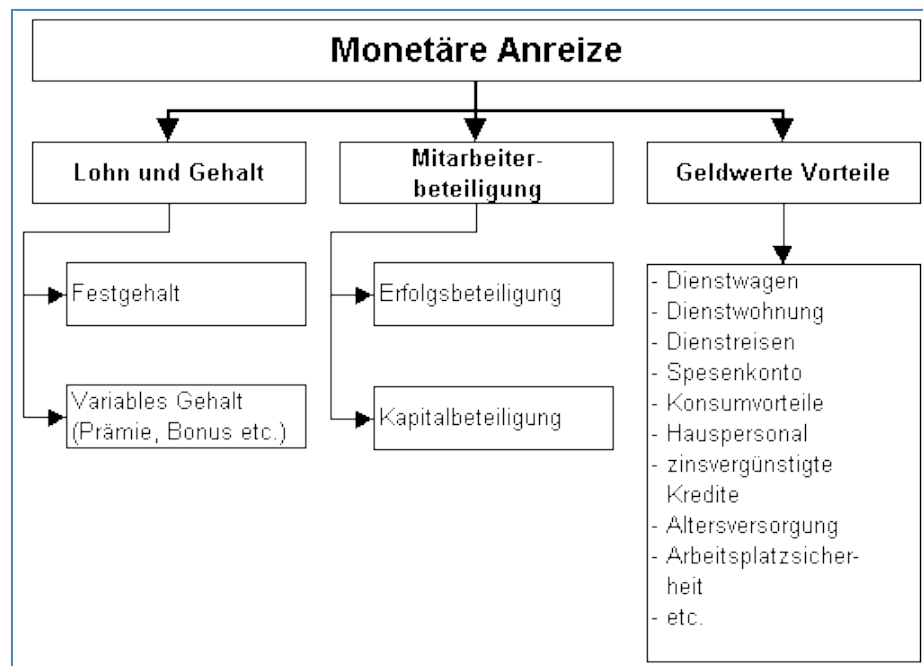 Monetäre Anreize
Lohn und Gehalt
Mitarbeiter-
beteiligung
Geldwerte Vorteile
Festgehalt
Variables Gehalt
(Prämie, Bonus etc.)
Erfolgsbeteiligung
Kapitalbeteiligung
- Dienstwagen
- Dienstwohnung
- Dienstreisen
- Spesenkonto
- Konsumvorteile
- Hauspersonal
- zinsvergünstigte
Kredite
- Altersversorgung
- Arbeitsplatzsicher-
heit
- etc.